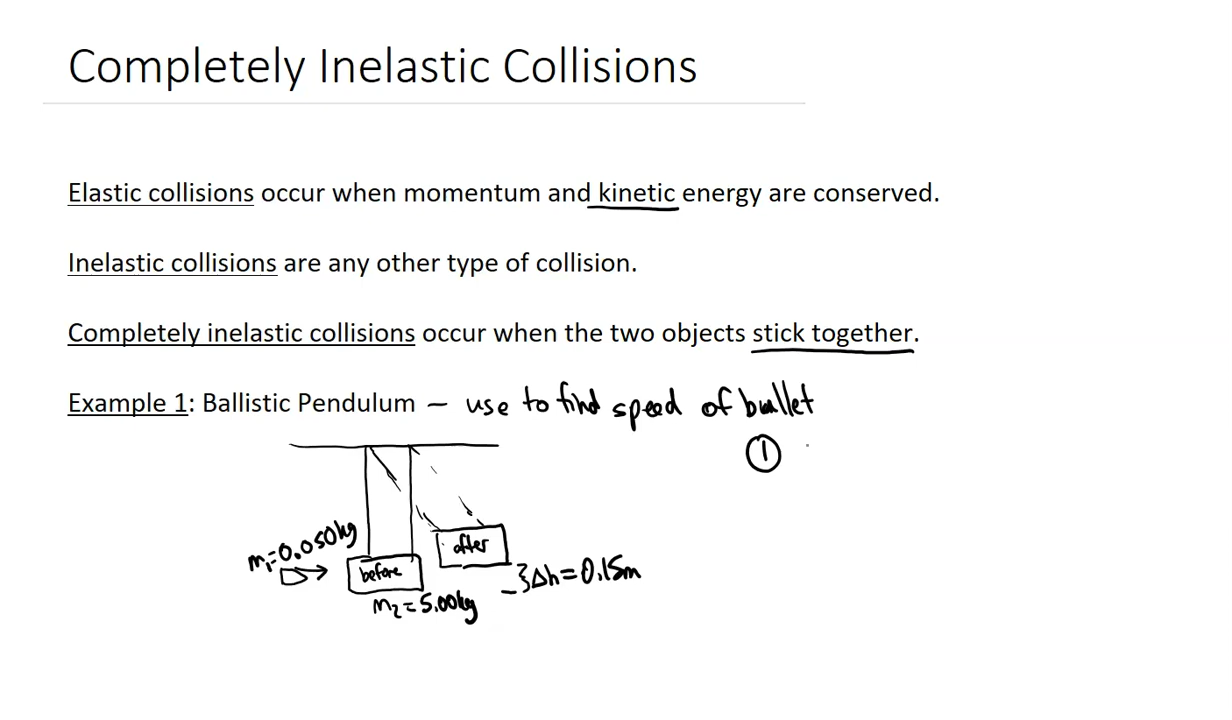 Completely Inelastic Collisions
Elastic collisions occur when momentum and kinetic energy are conserved.
Inelastic collisions are any other type of collision.
Completely inelastic collisions occur when the two objects stick together.
Example 1: Ballistic Pendulum – use to find speed of bullet
①
m₁=0.050kg
before
after
Δh=0.15m
m₂=5.00kg